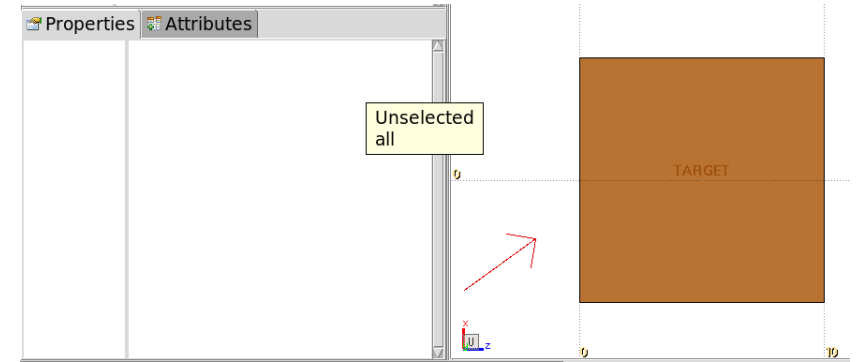 Properties Attributes
Unselected
all
TARGET
0
x
U z
0 10